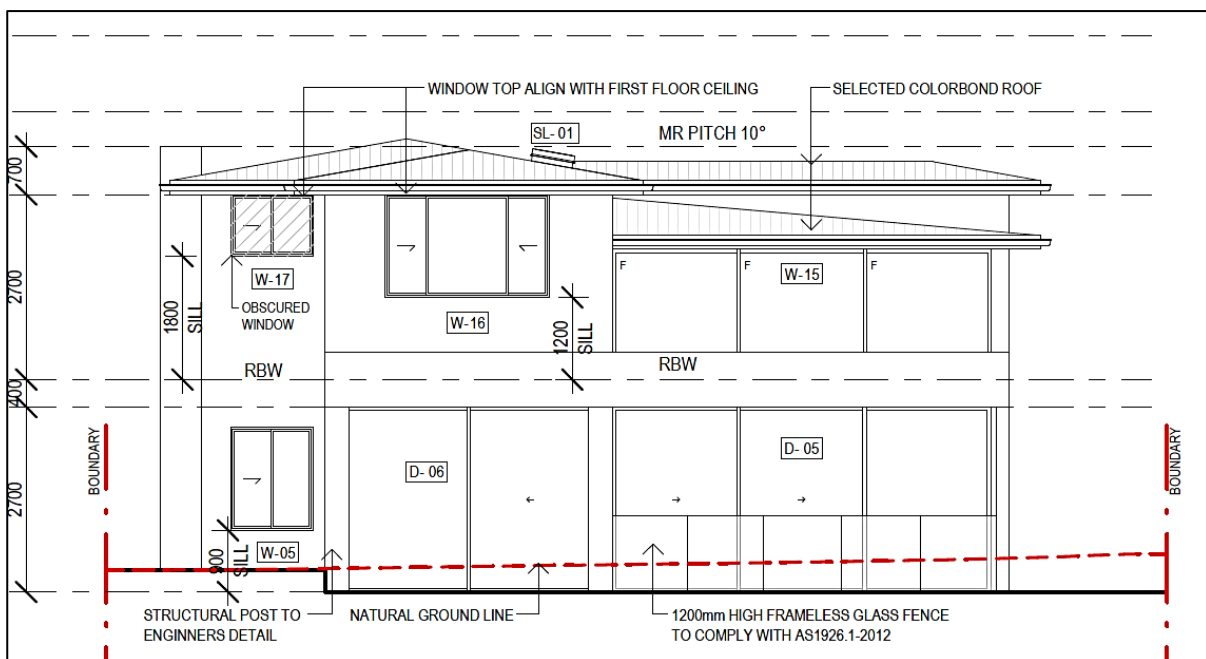 WINDOW TOP ALIGN WITH FIRST FLOOR CEILING
SELECTED COLORBOND ROOF
SL- 01
MR PITCH 10°
700
2700
400
2700
W-17
OBSCURED
WINDOW
1800
SILL
W-16
1200
SILL
F
F
F
W-15
RBW
RBW
BOUNDARY
BOUNDARY
D- 06
D- 05
W-05
900
SILL
STRUCTURAL POST TO
ENGINNERS DETAIL
NATURAL GROUND LINE
1200mm HIGH FRAMELESS GLASS FENCE
TO COMPLY WITH AS1926.1-2012